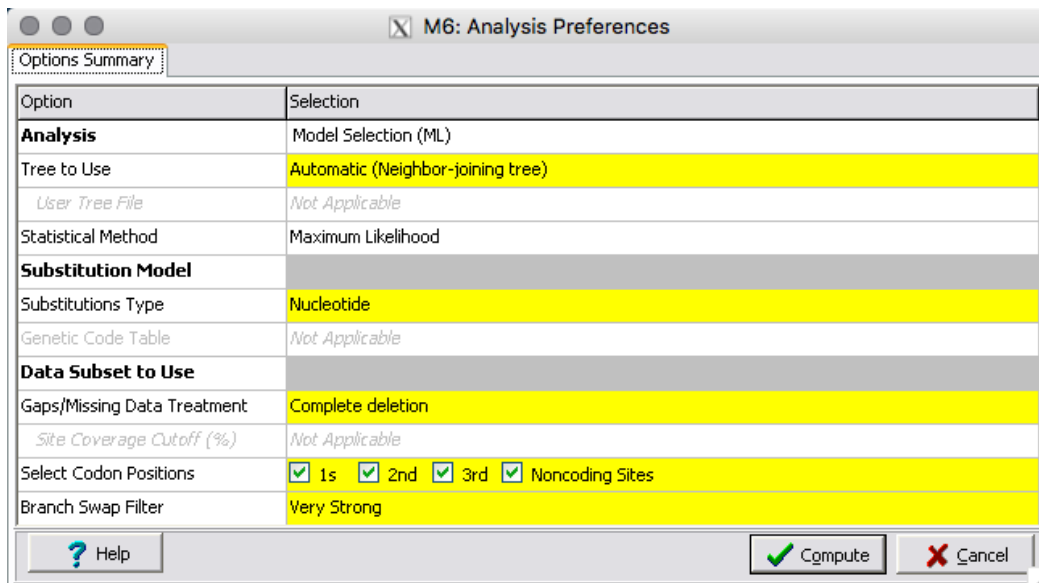 M6: Analysis Preferences
Options Summary
Option Selection
Analysis Model Selection (ML)
Tree to Use Automatic (Neighbor-joining tree)
User Tree File Not Applicable
Statistical Method Maximum Likelihood
Substitution Model
Substitutions Type Nucleotide
Genetic Code Table Not Applicable
Data Subset to Use
Gaps/Missing Data Treatment Complete deletion
Site Coverage Cutoff (%) Not Applicable
Select Codon Positions 1s 2nd 3rd Noncoding Sites
Branch Swap Filter Very Strong
? Help Compute Cancel